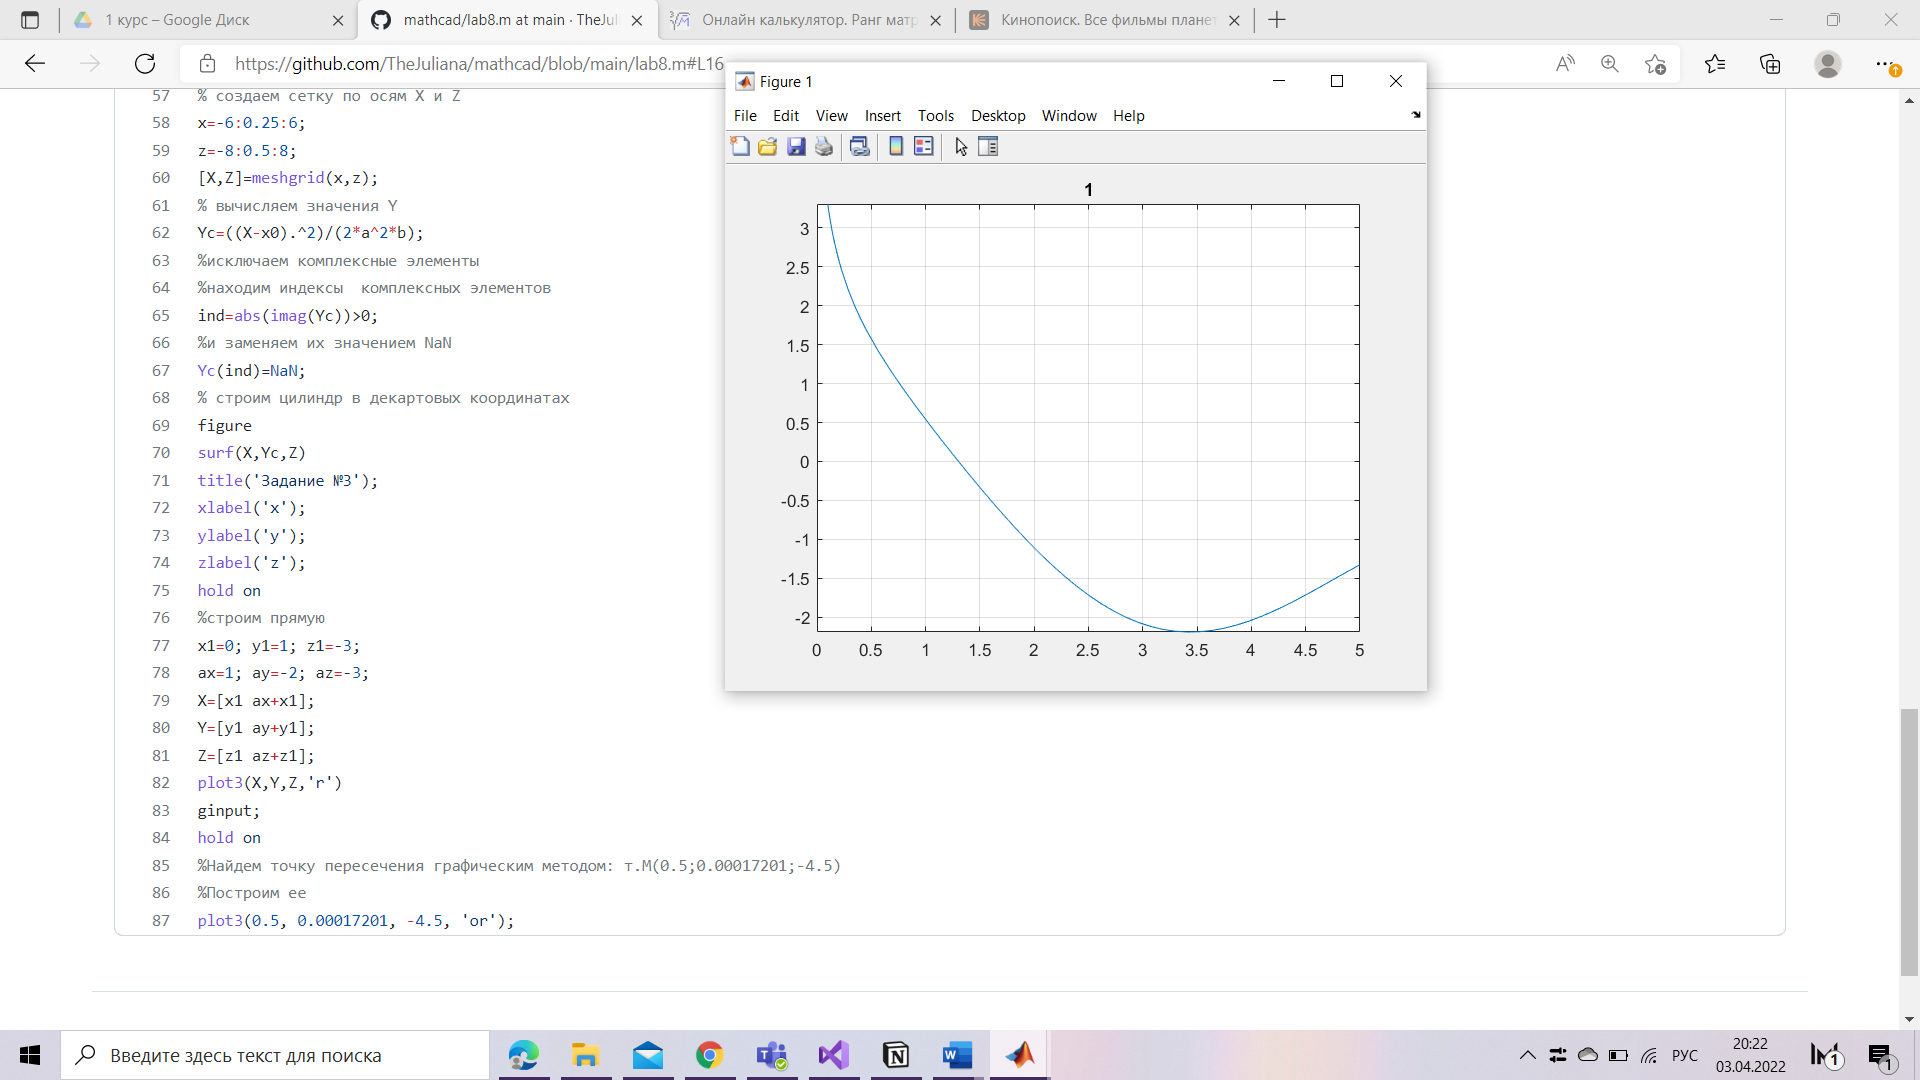 1 курс – Google Диск
mathcad/lab8.m at main · TheJul
Онлайн калькулятор. Ранг матр
Кинопоиск. Все фильмы планет
https://github.com/TheJuliana/mathcad/blob/main/lab8.m#L16
57 % создаем сетку по осям X и Z
58 x=-6:0.25:6;
59 z=-8:0.5:8;
60 [X,Z]=meshgrid(x,z);
61 % вычисляем значения Y
62 Yc=((X-x0).^2)/(2*a^2*b);
63 %исключаем комплексные элементы
64 %находим индексы  комплексных элементов
65 ind=abs(imag(Yc))>0;
66 %и заменяем их значением NaN
67 Yc(ind)=NaN;
68 % строим цилиндр в декартовых координатах
69 figure
70 surf(X,Yc,Z)
71 title('Задание №3');
72 xlabel('x');
73 ylabel('y');
74 zlabel('z');
75 hold on
76 %строим прямую
77 x1=0; y1=1; z1=-3;
78 ax=1; ay=-2; az=-3;
79 X=[x1 ax+x1];
80 Y=[y1 ay+y1];
81 Z=[z1 az+z1];
82 plot3(X,Y,Z,'r')
83 ginput;
84 hold on
85 %Найдем точку пересечения графическим методом: т.М(0.5;0.00017201;-4.5)
86 %Построим ее
87 plot3(0.5, 0.00017201, -4.5, 'or');
Figure 1
File Edit View Insert Tools Desktop Window Help
1
3
2.5
2
1.5
1
0.5
0
-0.5
-1
-1.5
-2
0 0.5 1 1.5 2 2.5 3 3.5 4 4.5 5
Введите здесь текст для поиска
РУС
20:22
03.04.2022
1
1